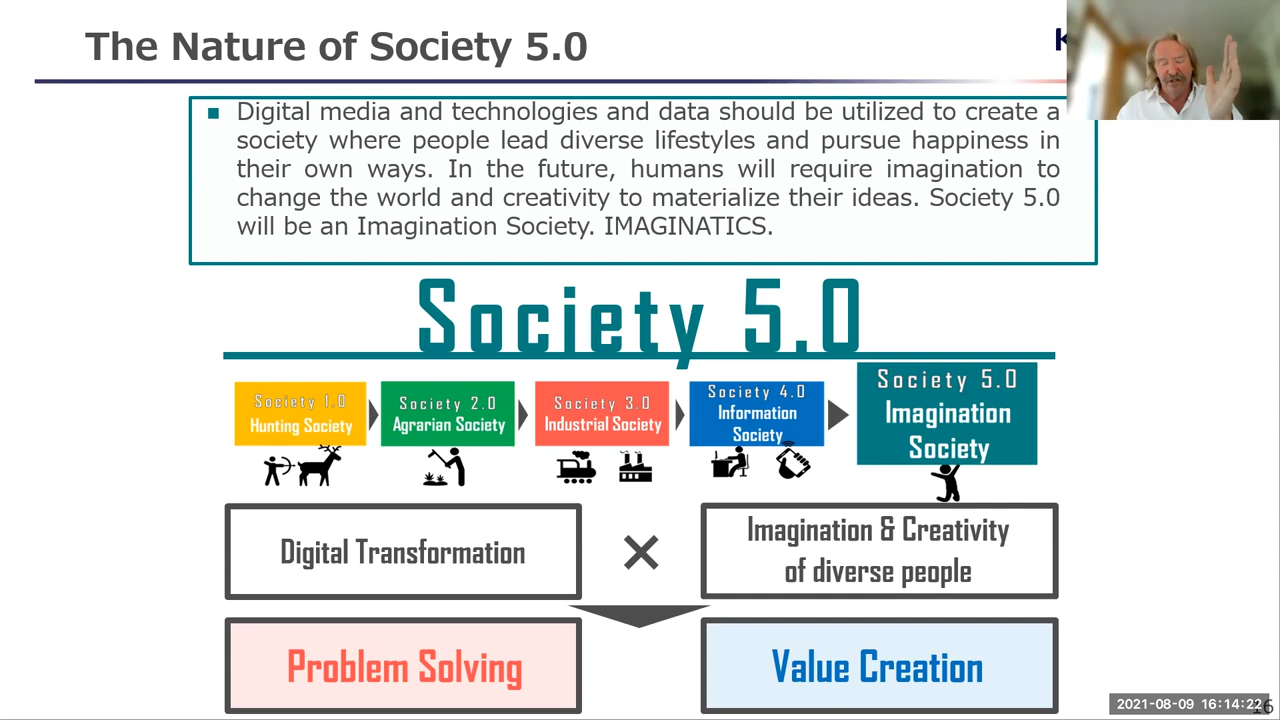 The Nature of Society 5.0
K
Digital media and technologies and data should be utilized to create a
society where people lead diverse lifestyles and pursue happiness in
their own ways. In the future, humans will require imagination to
change the world and creativity to materialize their ideas. Society 5.0
will be an Imagination Society. IMAGINATICS.
Society 5.0
Society 1.0
Hunting Society
Society 2.0
Agrarian Society
Society 3.0
Industrial Society
Society 4.0
Information
Society
Society 5.0
Imagination
Society
Digital Transformation
×
Imagination & Creativity
of diverse people
Problem Solving
Value Creation
2021-08-09 16:14:22
16